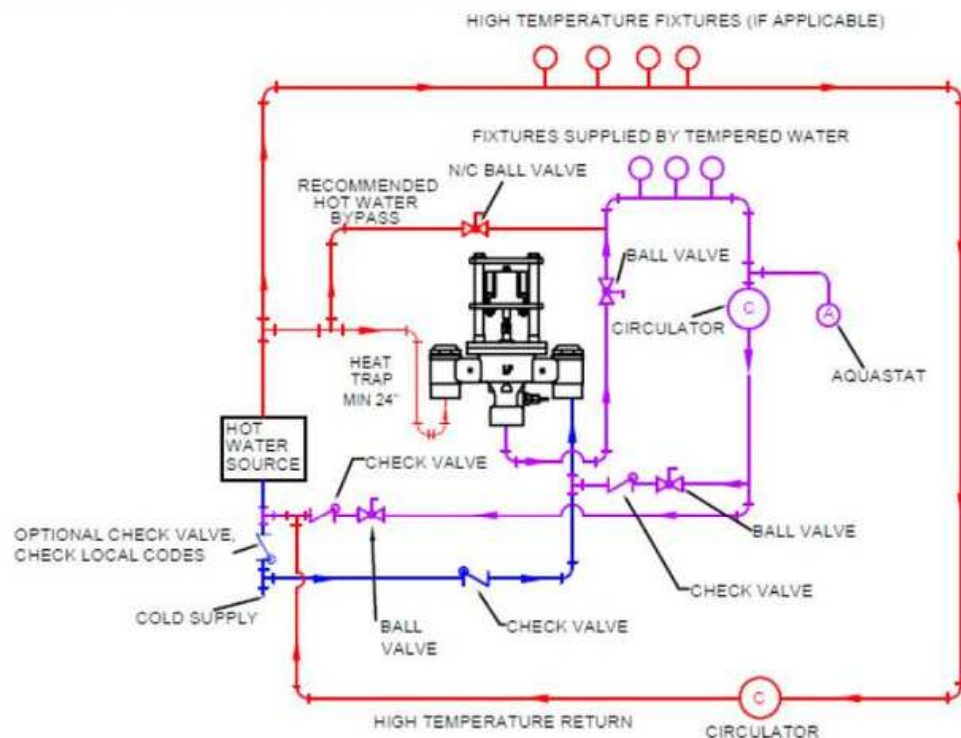 HIGH TEMPERATURE FIXTURES (IF APPLICABLE)
FIXTURES SUPPLIED BY TEMPERED WATER
N/C BALL VALVE
RECOMMENDED
HOT WATER
BYPASS
BALL VALVE
C
CIRCULATOR
A
AQUASTAT
HEAT
TRAP
MIN 24"
HOT
WATER
SOURCE
CHECK VALVE
BALL VALVE
OPTIONAL CHECK VALVE,
CHECK LOCAL CODES
CHECK VALVE
COLD SUPPLY
BALL
VALVE
CHECK VALVE
C
HIGH TEMPERATURE RETURN
CIRCULATOR